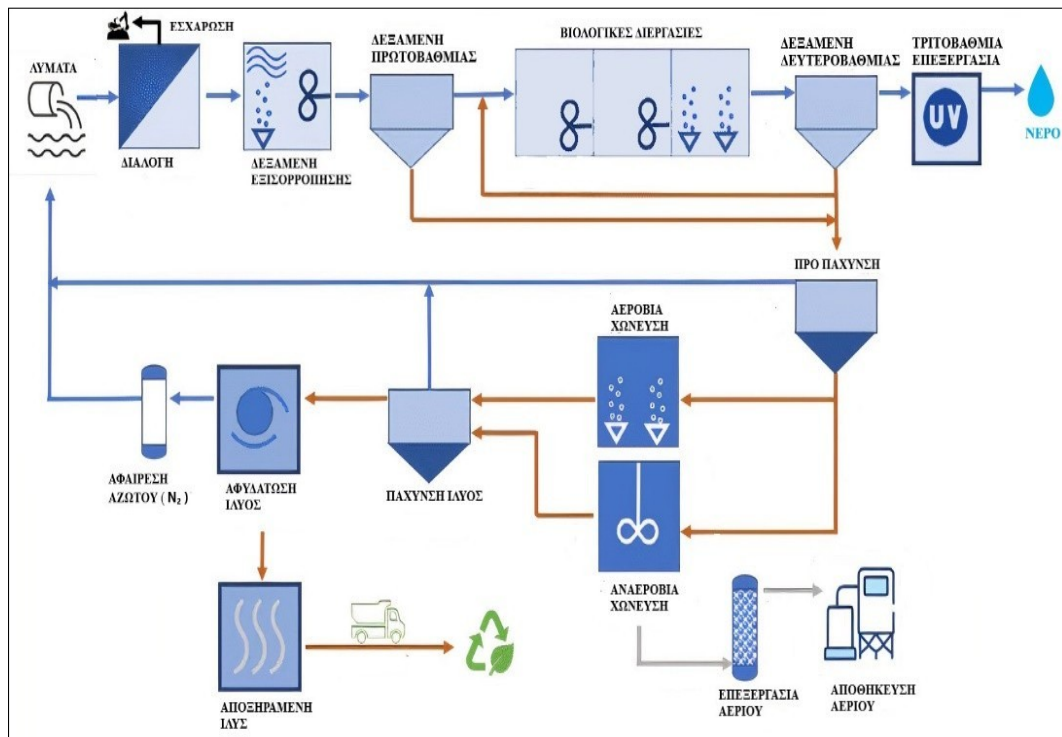 ΕΣΧΑΡΩΣΗ
ΛΥΜΑΤΑ
ΔΙΑΛΟΓΗ
ΔΕΞΑΜΕΝΗ
ΕΞΙΣΟΡΡΟΠΗΣΗΣ
ΔΕΞΑΜΕΝΗ
ΠΡΩΤΟΒΑΘΜΙΑΣ
ΒΙΟΛΟΓΙΚΕΣ ΔΙΕΡΓΑΣΙΕΣ
ΔΕΞΑΜΕΝΗ
ΔΕΥΤΕΡΟΒΑΘΜΙΑΣ
ΤΡΙΤΟΒΑΘΜΙΑ
ΕΠΕΞΕΡΓΑΣΙΑ
UV
ΝΕΡΟ
ΠΡΟ ΠΑΧΥΝΣΗ
ΑΕΡΟΒΙΑ
ΧΩΝΕΥΣΗ
ΑΦΑΙΡΕΣΗ
ΑΖΩΤΟΥ ( N₂ )
ΑΦΥΔΑΤΩΣΗ
ΙΛΥΟΣ
ΠΑΧΥΝΣΗ ΙΛΥΟΣ
ΑΝΑΕΡΟΒΙΑ
ΧΩΝΕΥΣΗ
ΑΠΟΞΗΡΑΜΕΝΗ
ΙΛΥΣ
ΕΠΕΞΕΡΓΑΣΙΑ
ΑΕΡΙΟΥ
ΑΠΟΘΗΚΕΥΣΗ
ΑΕΡΙΟΥ